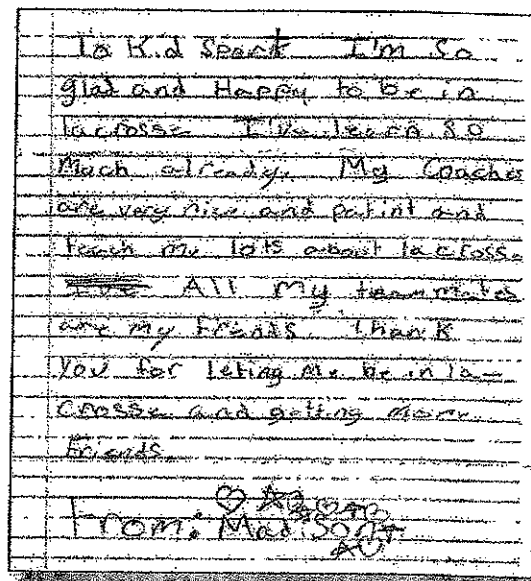 To Kid Spark I'm so
glad and Happy to be in
lacrosse I've learn so
Much already. My Coaches
are very nice and patint and
teach me lots about lacrosse
All My teammates
are my Friends Thank
you for leting me be in la-
crosse and getting more
friends
From: Madison